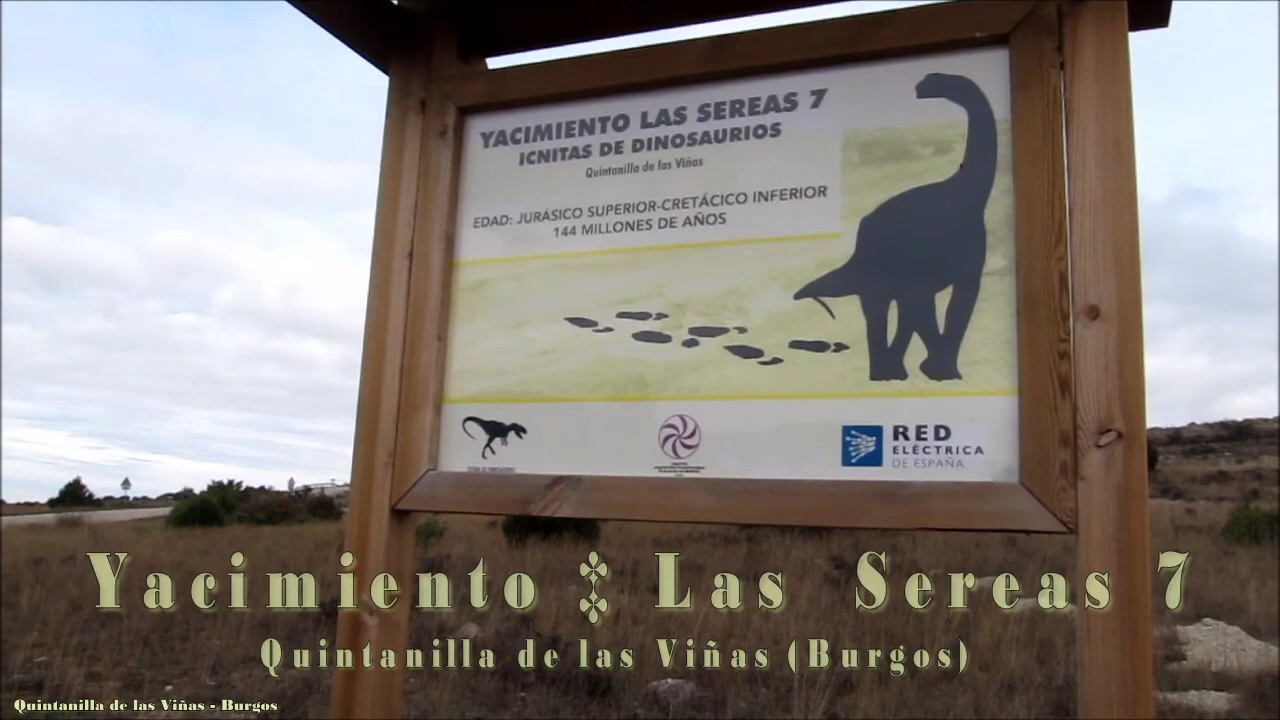 YACIMIENTO LAS SEREAS 7
ICNITAS DE DINOSAURIOS
Quintanilla de las Viñas
EDAD: JURÁSICO SUPERIOR-CRETÁCICO INFERIOR
144 MILLONES DE AÑOS
RED
ELÉCTRICA
DE ESPAÑA
Yacimiento Las Sereas 7
Quintanilla de las Viñas (Burgos)
Quintanilla de las Viñas - Burgos